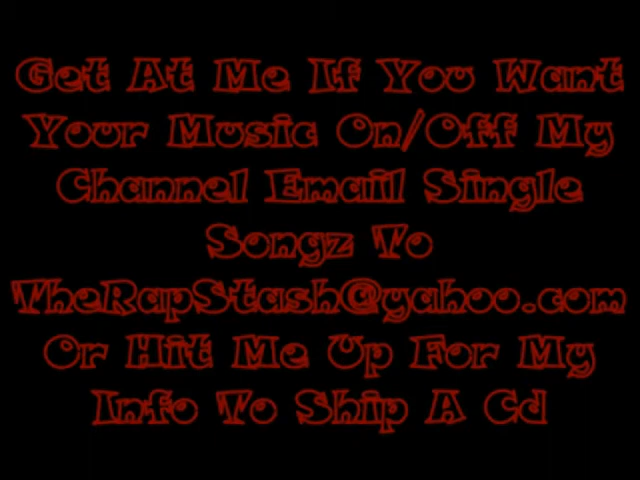 Get At Me If You Want
Your Music On/Off My
Channel Email Single
Songz To
TheRapStash@yahoo.com
Or Hit Me Up For My
Info To Ship A Cd